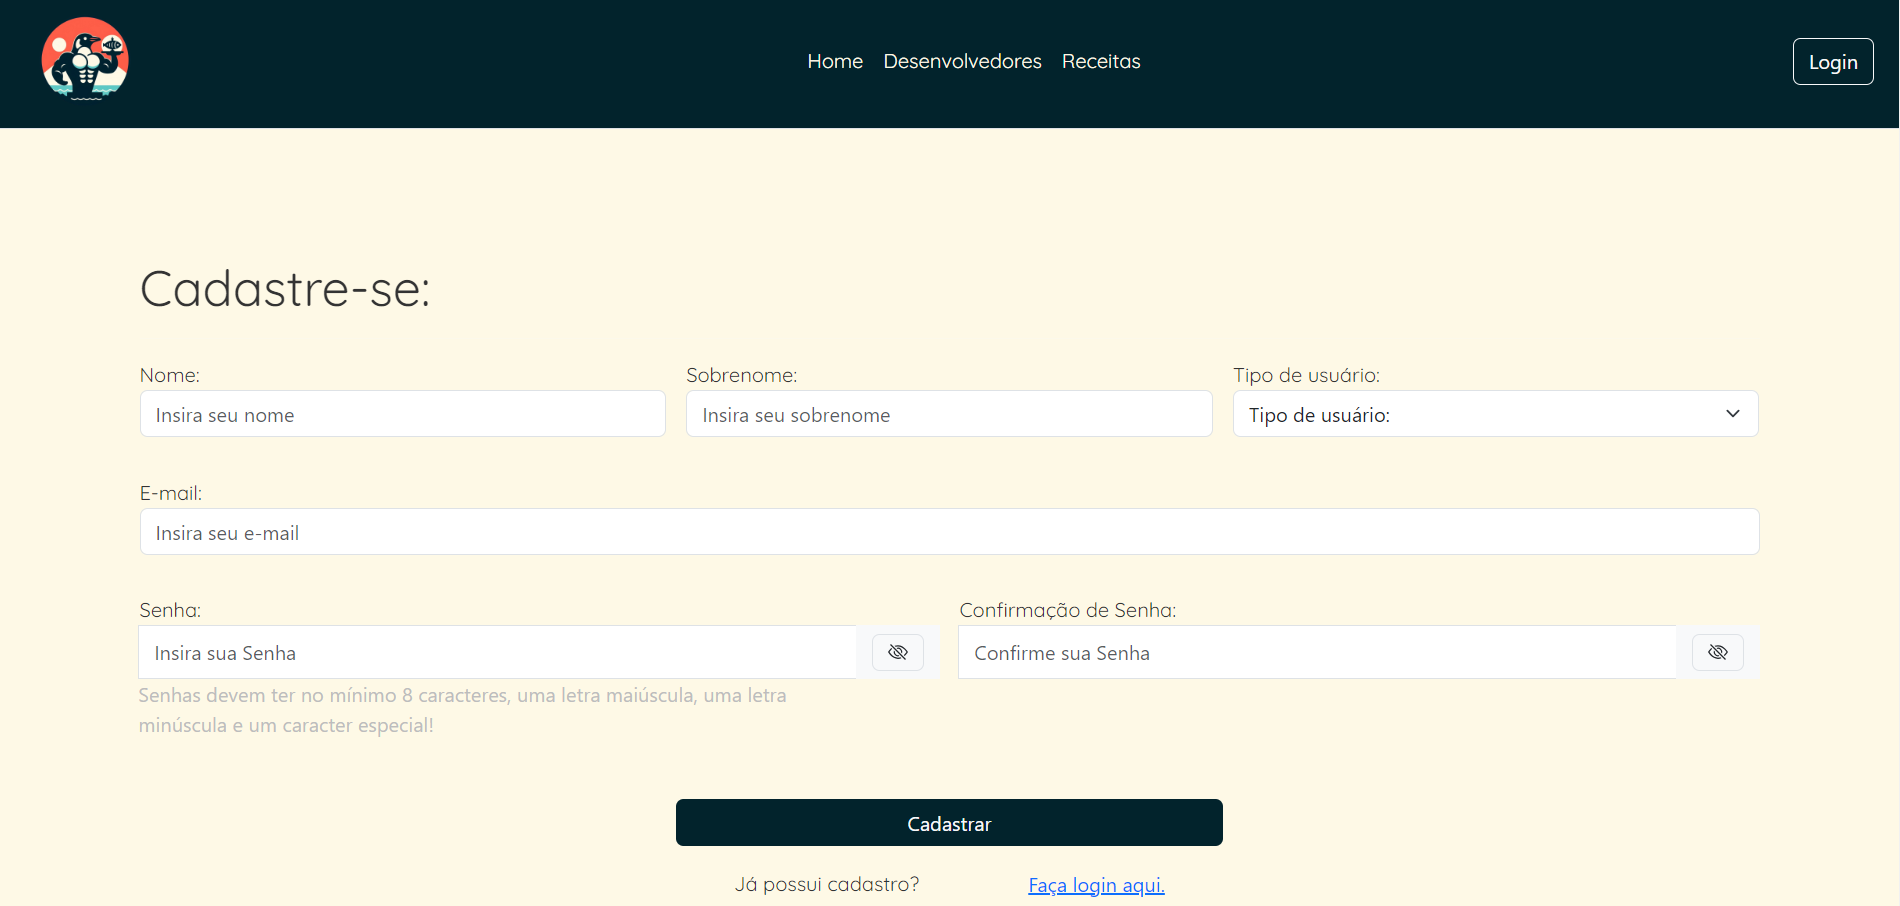 Home Desenvolvedores Receitas Login
Cadastre-se:
Nome: Sobrenome: Tipo de usuário:
Insira seu nome Insira seu sobrenome Tipo de usuário:
E-mail:
Insira seu e-mail
Senha: Confirmação de Senha:
Insira sua Senha Confirme sua Senha
Senhas devem ter no mínimo 8 caracteres, uma letra maiúscula, uma letra
minúscula e um caracter especial!
Cadastrar
Já possui cadastro? Faça login aqui.